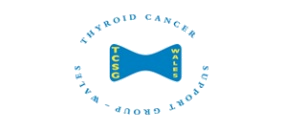 THYROID CANCER
TCSG
WALES
SUPPORT GROUP - WALES